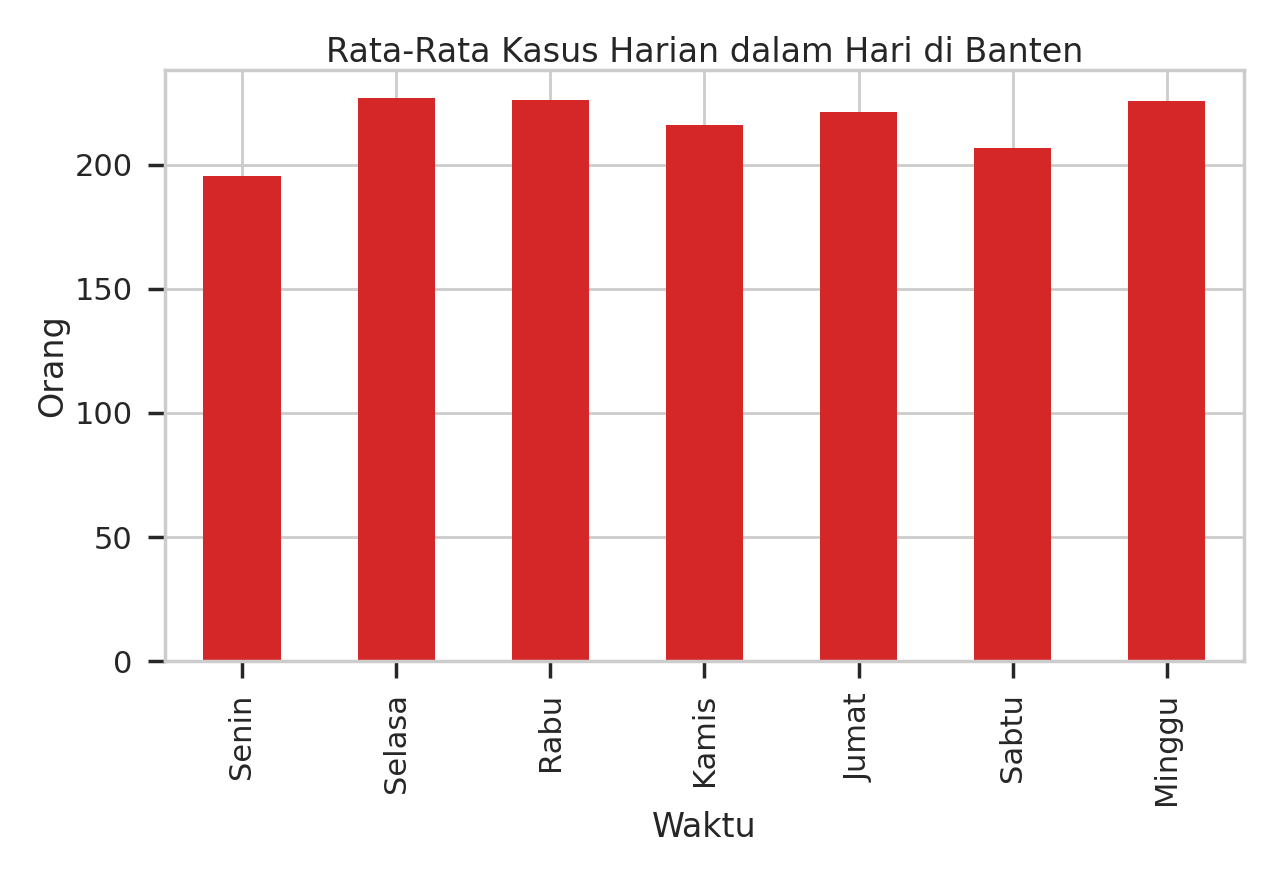 Rata-Rata Kasus Harian dalam Hari di Banten
Orang
200
150
100
50
0
Senin
Selasa
Rabu
Kamis
Jumat
Sabtu
Minggu
Waktu